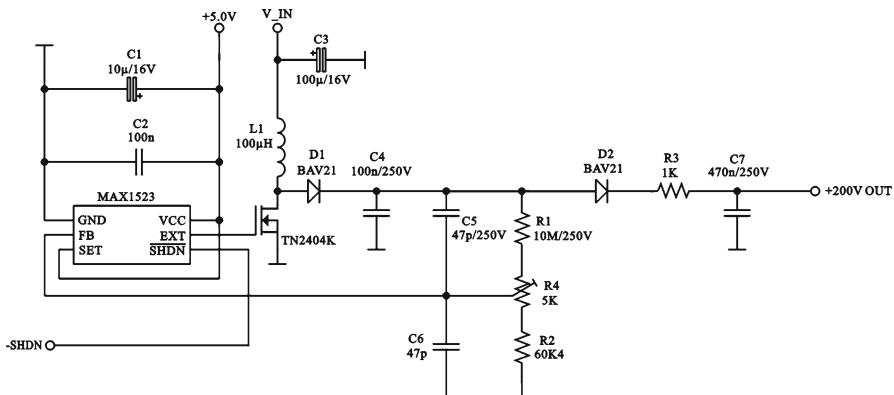 +5.0V
V_IN
C1
10µ/16V
C3
100µ/16V
C2
100n
L1
100µH
D1
BAV21
C4
100n/250V
D2
BAV21
R3
1K
C7
470n/250V
+200V OUT
MAX1523
GND
VCC
FB
EXT
SET
SHDN
TN2404K
C5
47p/250V
R1
10M/250V
R4
5K
-SHDN
C6
47p
R2
60K4